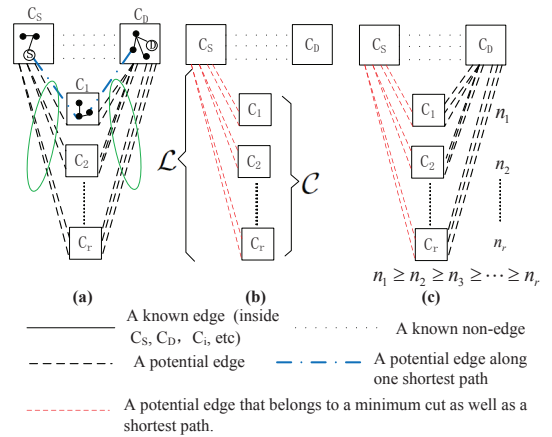 C_S C_D C_S C_D C_S C_D
S D
C_1 C_1 C_1 n_1
C_2 C_2 C_2 n_2
ℒ 𝒞
C_r C_r C_r n_r
n_1 ≥ n_2 ≥ n_3 ≥ ⋯ ≥ n_r
(a) (b) (c)
A known edge (inside
C_S, C_D, C_i, etc)
A known non-edge
A potential edge
A potential edge along
one shortest path
A potential edge that belongs to a minimum cut as well as a
shortest path.